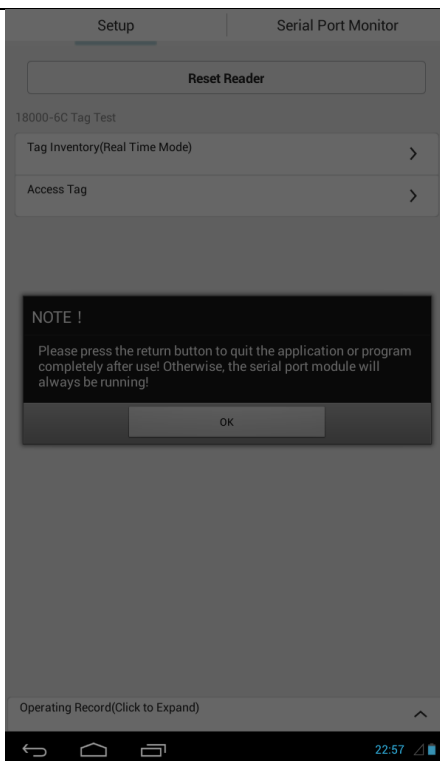 Setup
Serial Port Monitor
Reset Reader
18000-6C Tag Test
Tag Inventory(Real Time Mode)
Access Tag
NOTE！
Please press the return button to quit the application or program
completely after use! Otherwise, the serial port module will
always be running!
OK
Operating Record(Click to Expand)
22:57